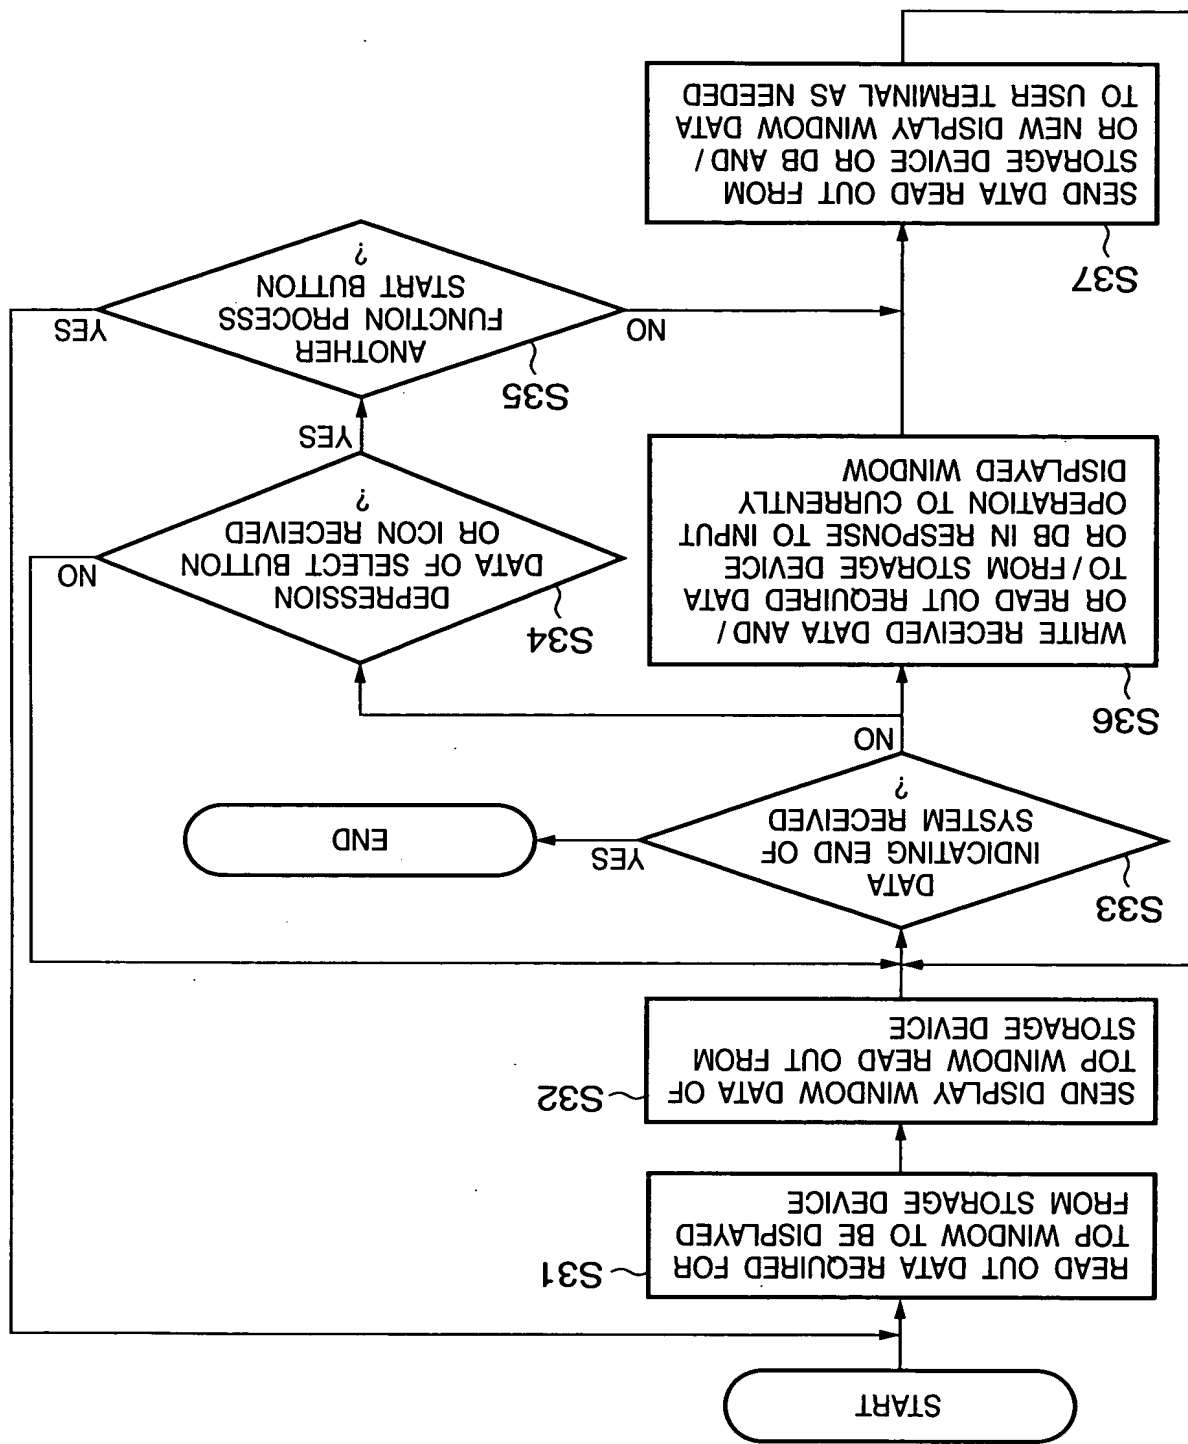 START
S31
READ OUT DATA REQUIRED FOR
TOP WINDOW TO BE DISPLAYED
FROM STORAGE DEVICE
S32
SEND DISPLAY WINDOW DATA OF
TOP WINDOW READ OUT FROM
STORAGE DEVICE
S33
DATA
INDICATING END OF
SYSTEM RECEIVED
?
YES
END
NO
S36
WRITE RECEIVED DATA AND/
OR READ OUT REQUIRED DATA
TO/FROM STORAGE DEVICE
OR DB IN RESPONSE TO INPUT
OPERATION TO CURRENTLY
DISPLAYED WINDOW
S34
DEPRESSION
DATA OF SELECT BUTTON
OR ICON RECEIVED
?
NO
YES
S35
ANOTHER
FUNCTION PROCESS
START BUTTON
?
NO
YES
S37
SEND DATA READ OUT FROM
STORAGE DEVICE OR DB AND/
OR NEW DISPLAY WINDOW DATA
TO USER TERMINAL AS NEEDED